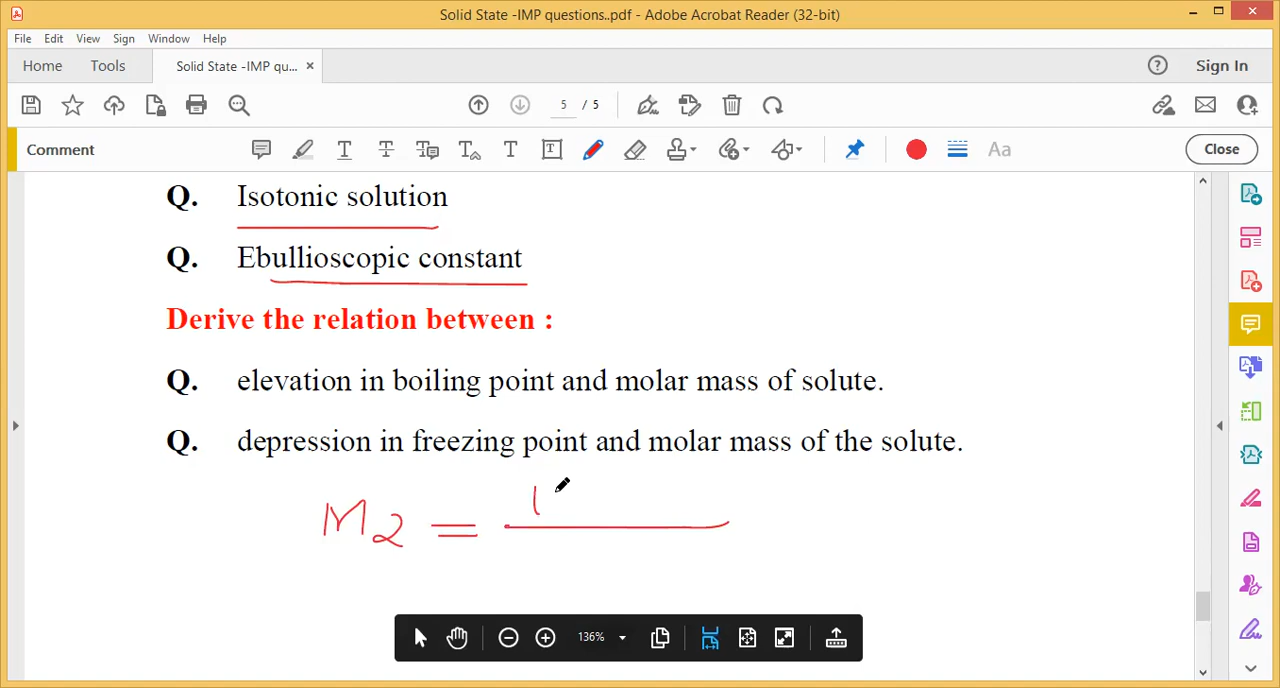 Solid State -IMP questions..pdf - Adobe Acrobat Reader (32-bit)
File Edit View Sign Window Help
Home Tools Solid State -IMP qu... × Sign In
5 / 5
Comment Aa Close
Q. Isotonic solution
Q. Ebullioscopic constant
Derive the relation between :
Q. elevation in boiling point and molar mass of solute.
Q. depression in freezing point and molar mass of the solute.
M2 =
136%